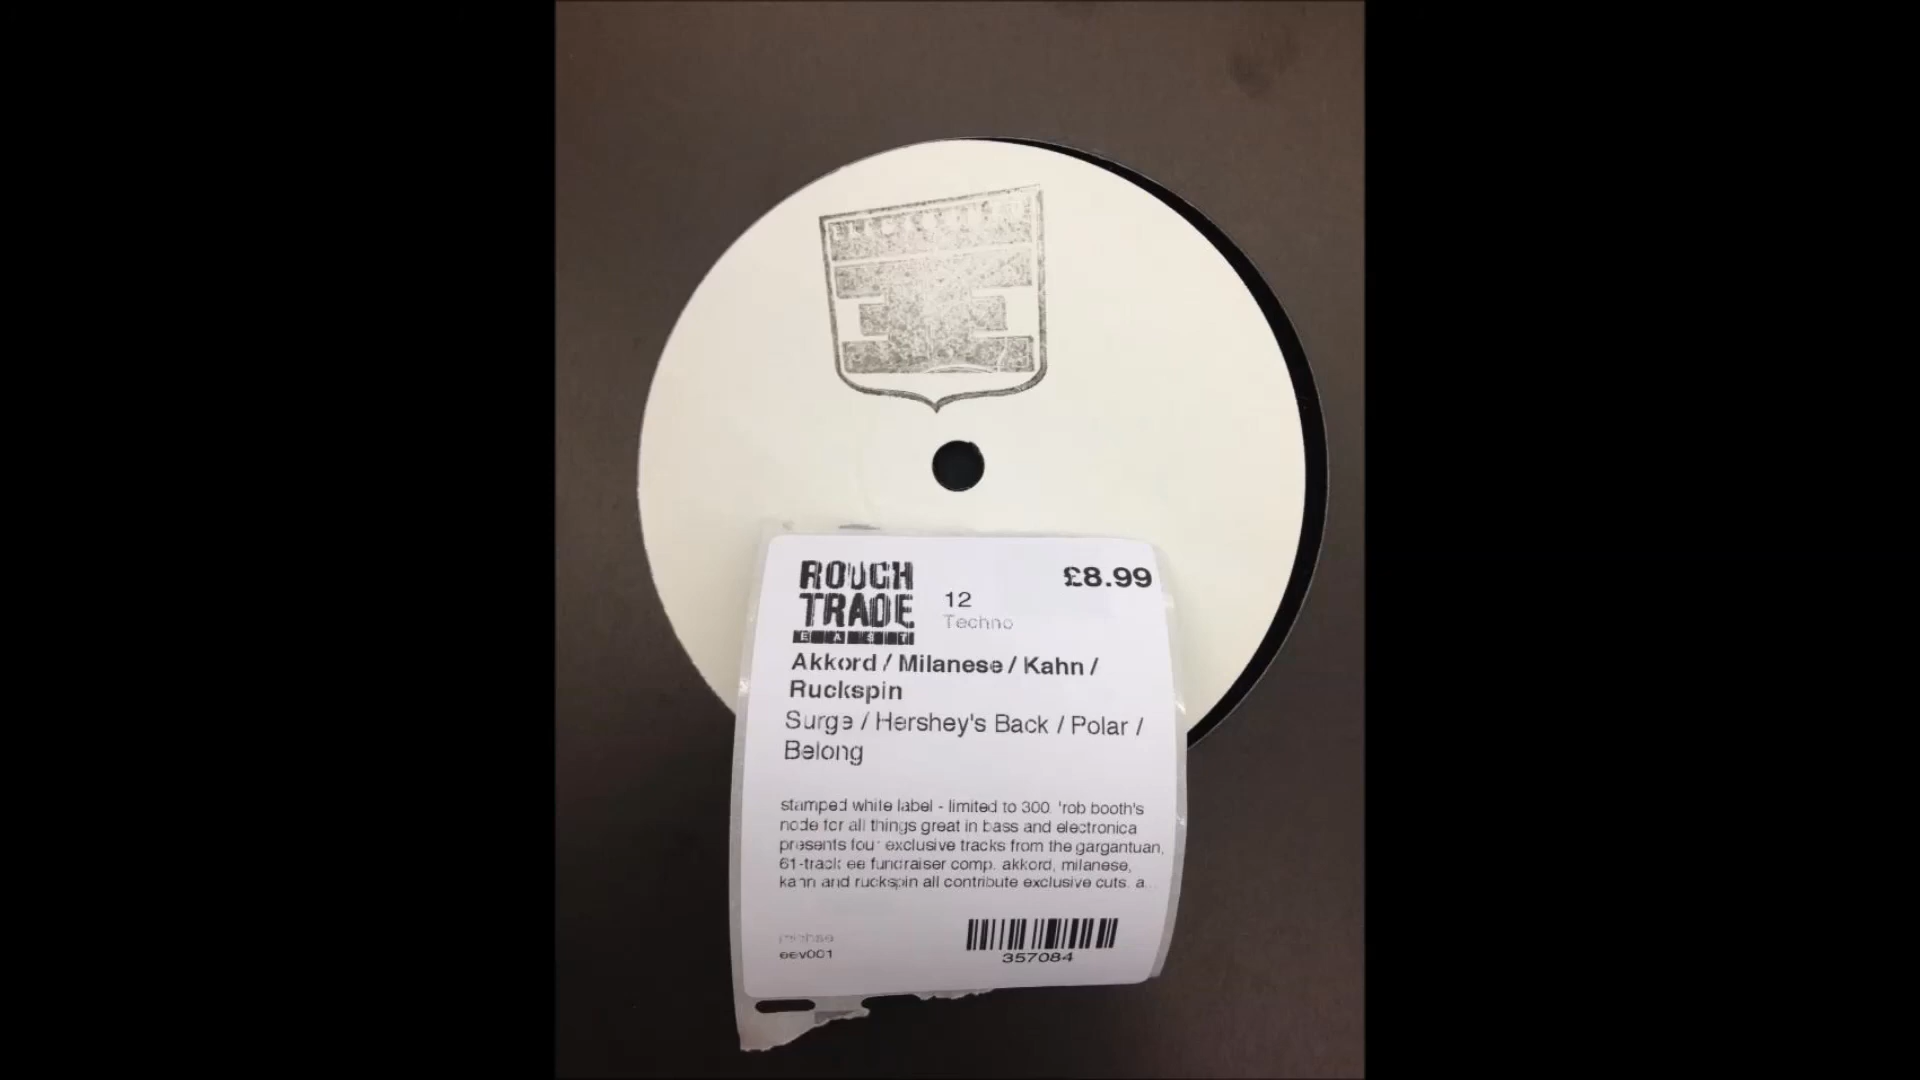 ROUGH
TRADE
EAST
£8.99
12
Techno
Akkord / Milanese / Kahn /
Ruckspin
Surge / Hershey's Back / Polar /
Belong
stamped white label - limited to 300. 'rob booth's
node for all things great in bass and electronica
presents four exclusive tracks from the gargantuan,
61-track ee fundraiser comp. akkord, milanese,
kahn and ruckspin all contribute exclusive cuts. a...
eev001
357084